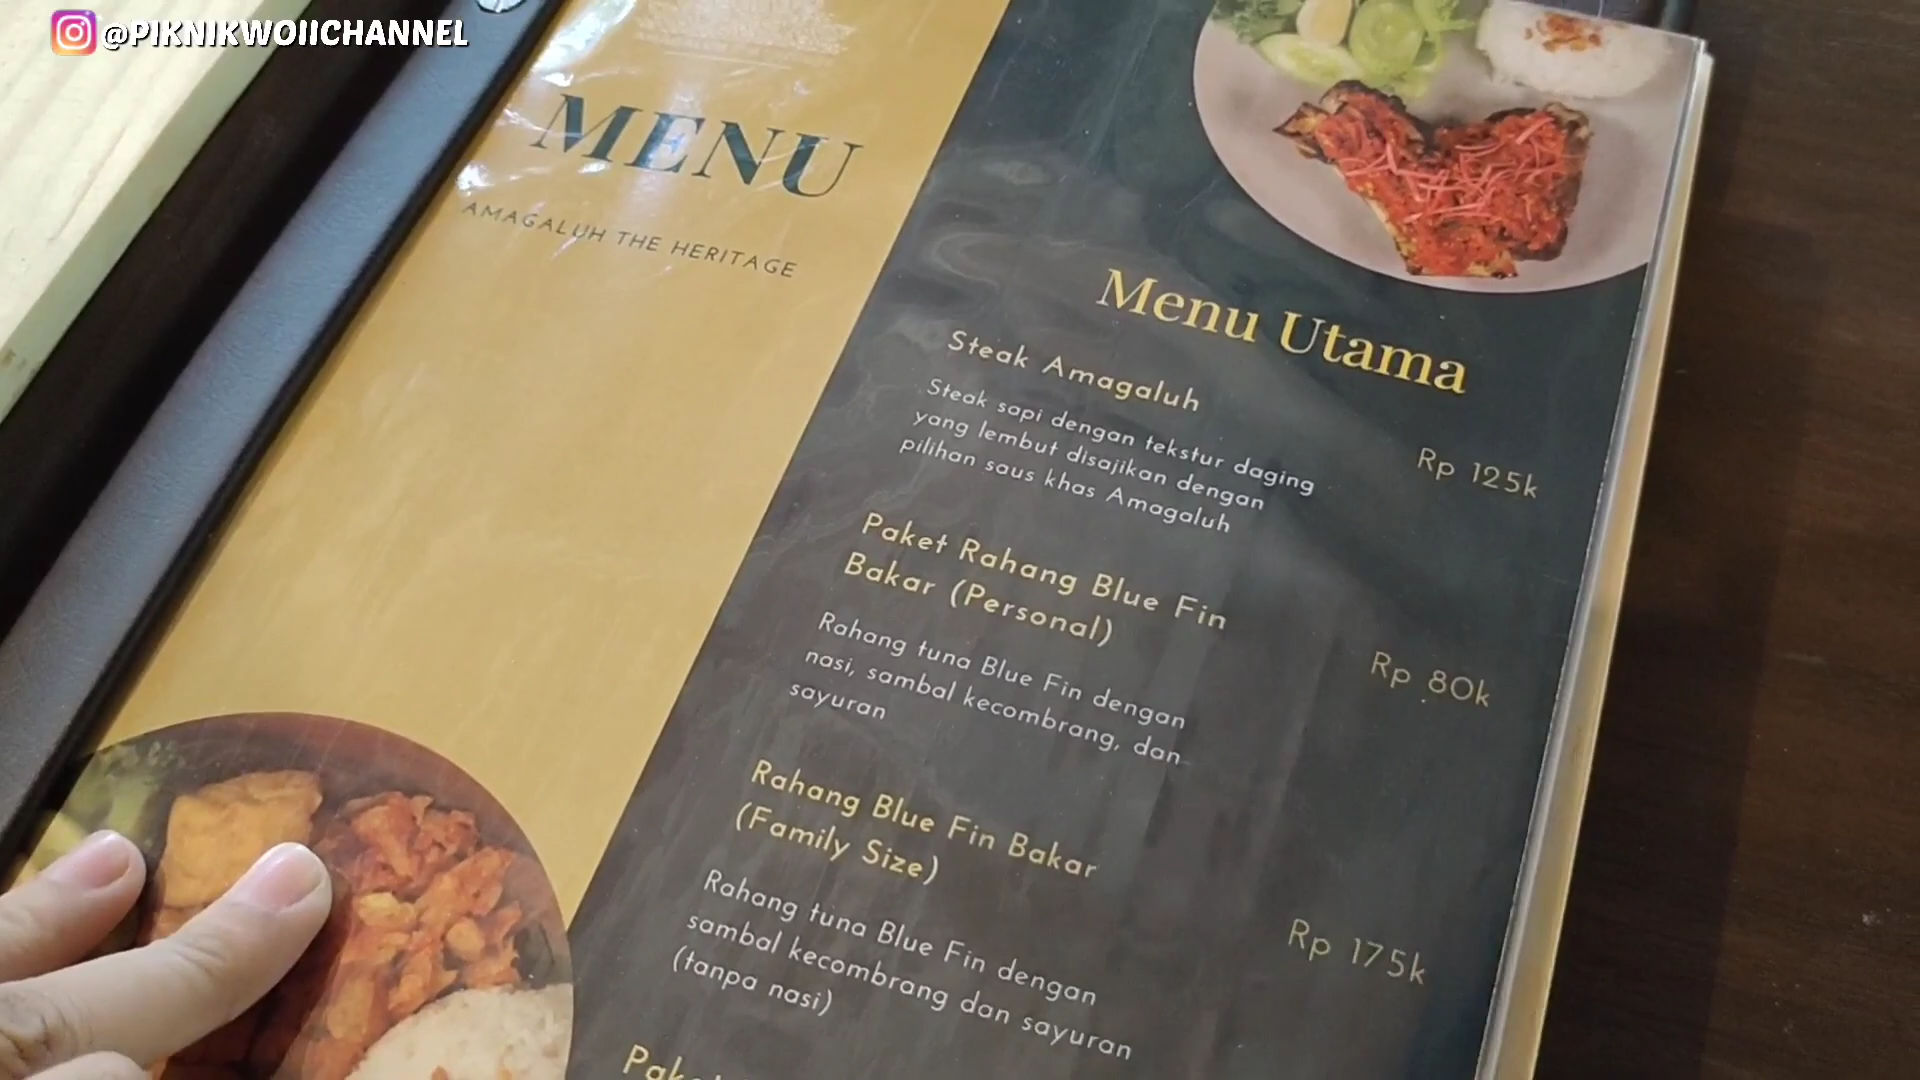 @PIKNIKWOIICHANNEL
MENU
AMAGALUH THE HERITAGE
Menu Utama
Steak Amagaluh
Steak sapi dengan tekstur daging
yang lembut disajikan dengan
pilihan saus khas Amagaluh
Rp 125k
Paket Rahang Blue Fin
Bakar (Personal)
Rahang tuna Blue Fin dengan
nasi, sambal kecombrang, dan
sayuran
Rp 80k
Rahang Blue Fin Bakar
(Family Size)
Rahang tuna Blue Fin dengan
sambal kecombrang dan sayuran
(tanpa nasi)
Rp 175k